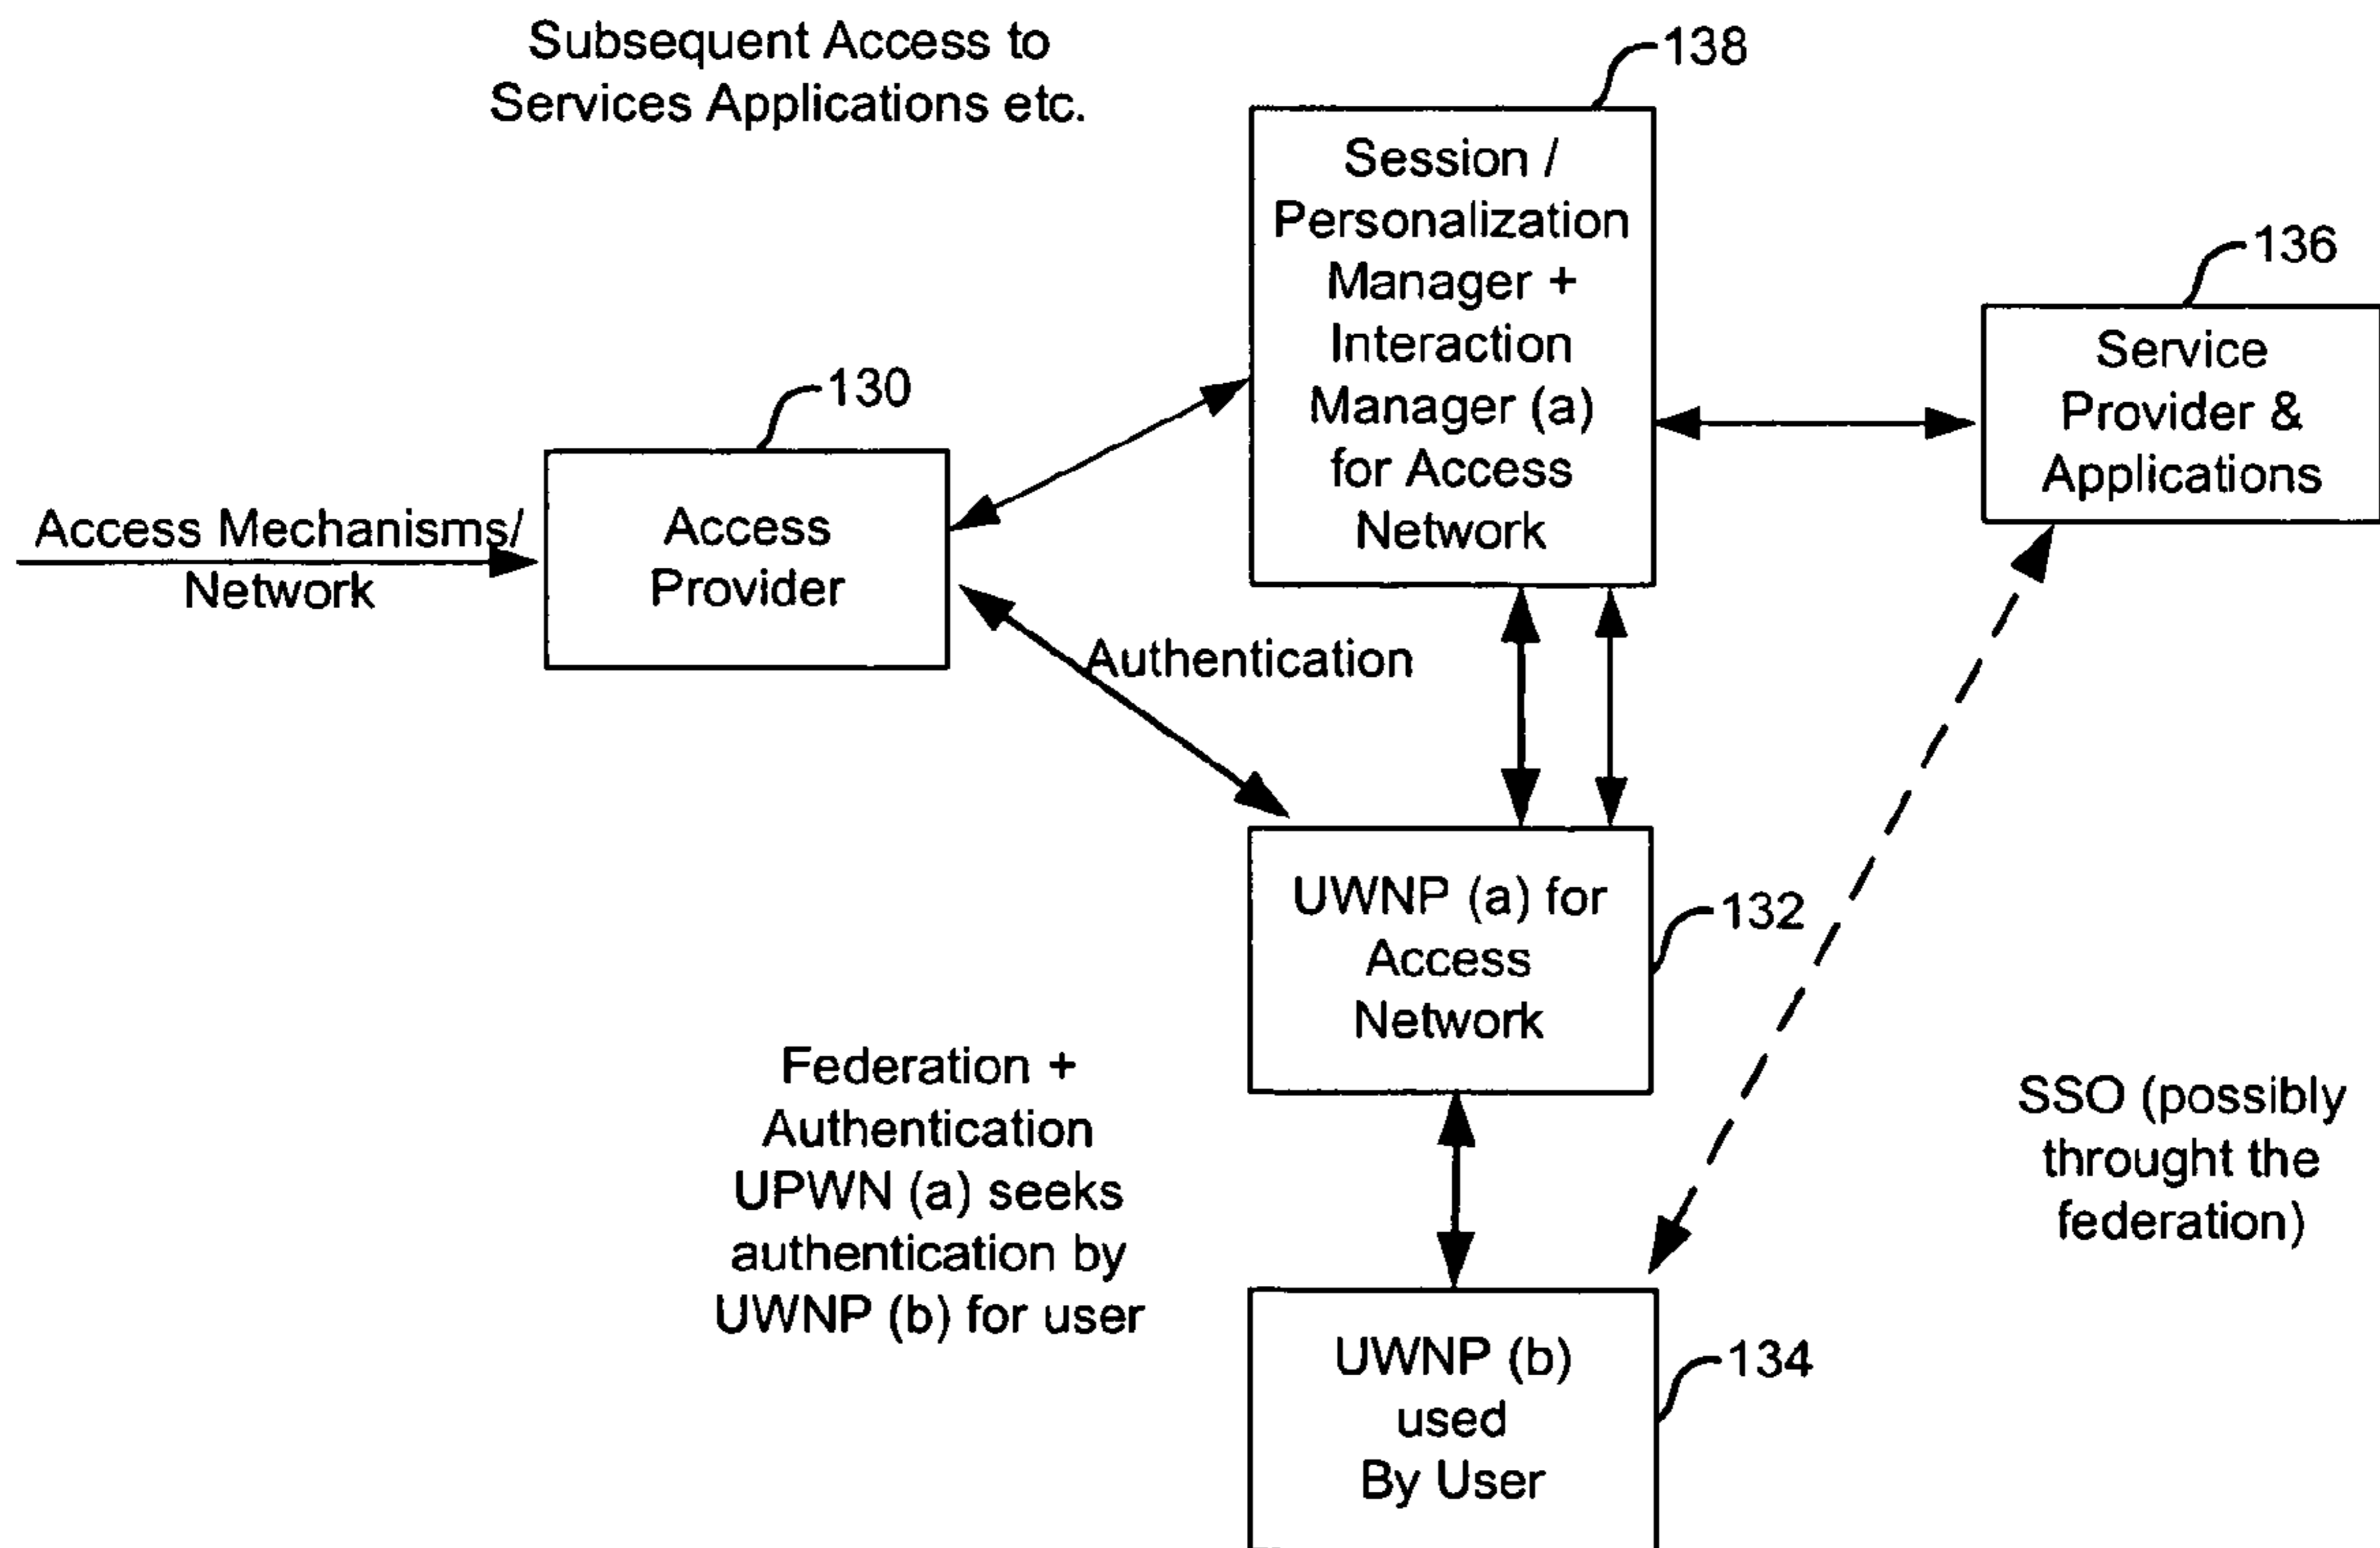 Subsequent Access to
Services Applications etc.
138
Session /
Personalization
Manager +
Interaction
Manager (a)
for Access
Network
136
Service
Provider &
Applications
130
Access
Provider
Access Mechanisms/
Network
Authentication
UWNP (a) for
Access
Network
132
Federation +
Authentication
UPWN (a) seeks
authentication by
UWNP (b) for user
SSO (possibly
throught the
federation)
UWNP (b)
used
By User
134